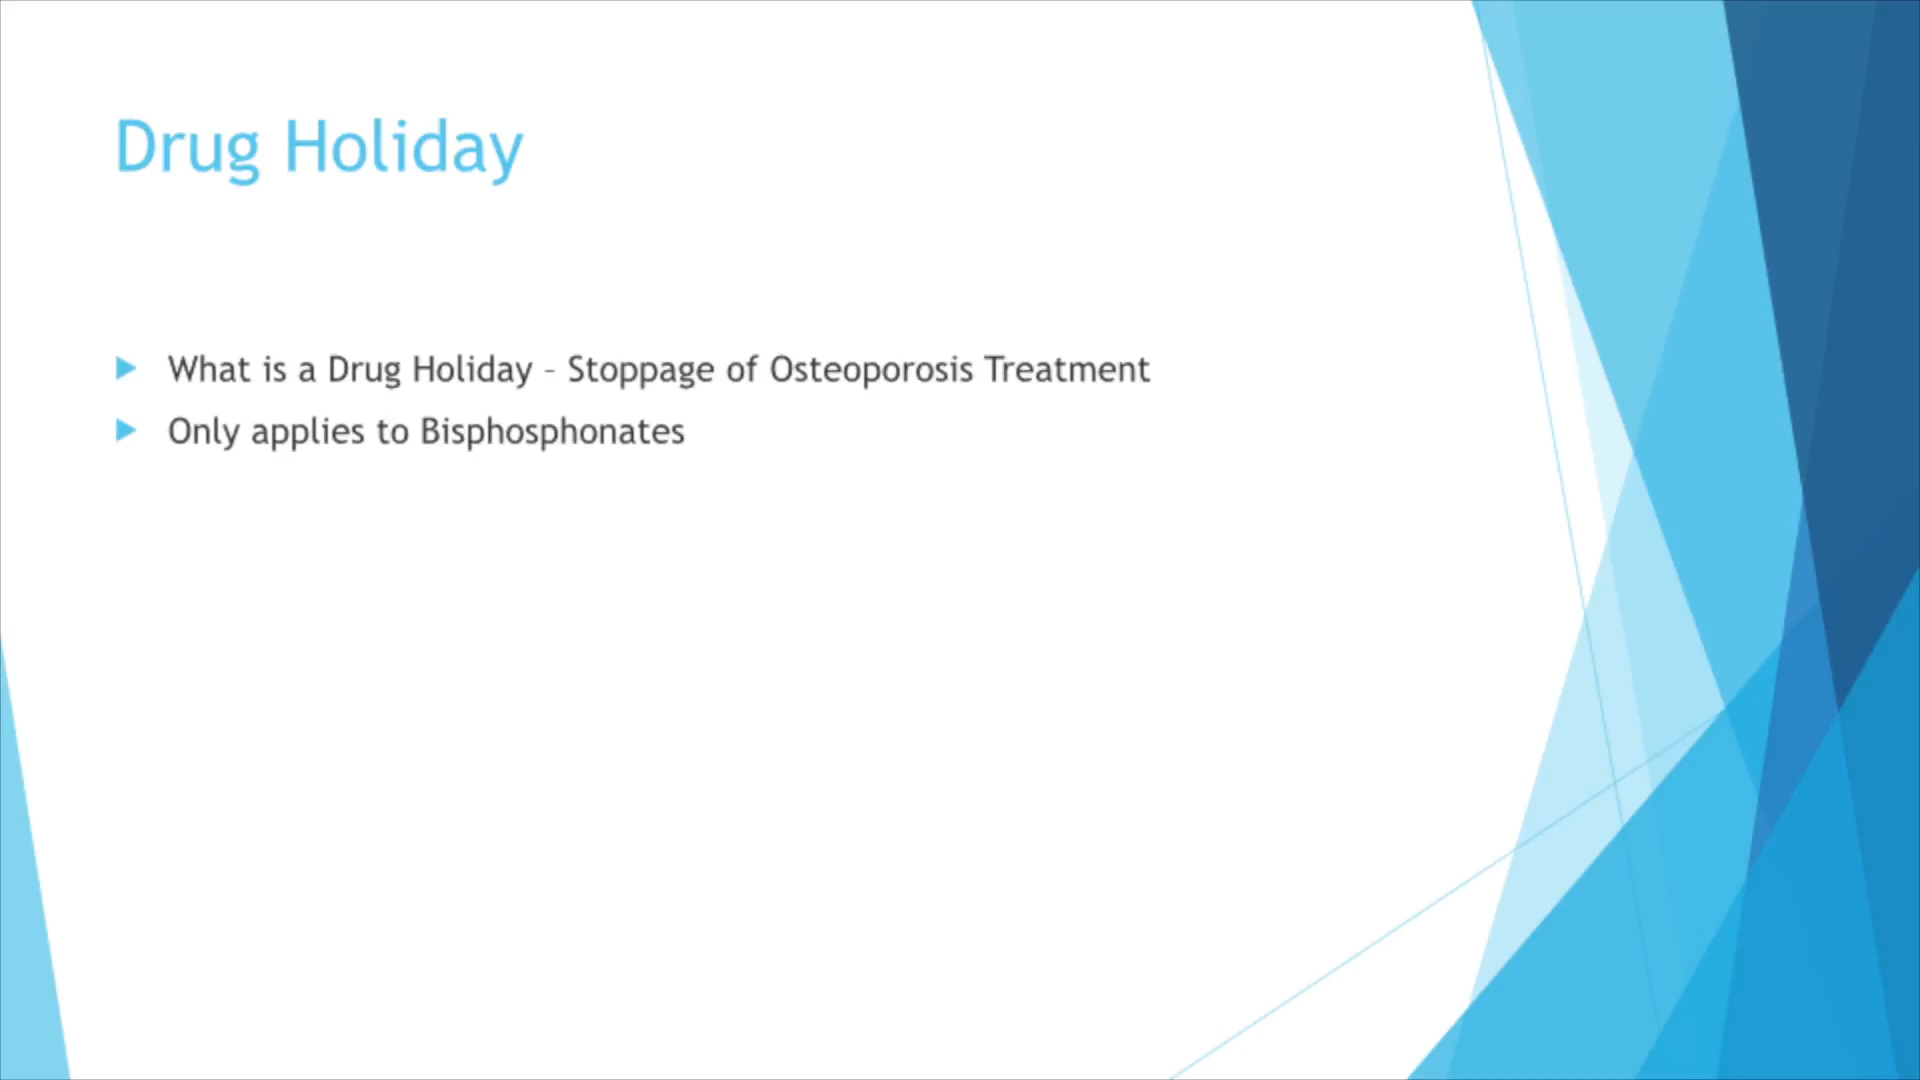 Drug Holiday
What is a Drug Holiday – Stoppage of Osteoporosis Treatment
Only applies to Bisphosphonates